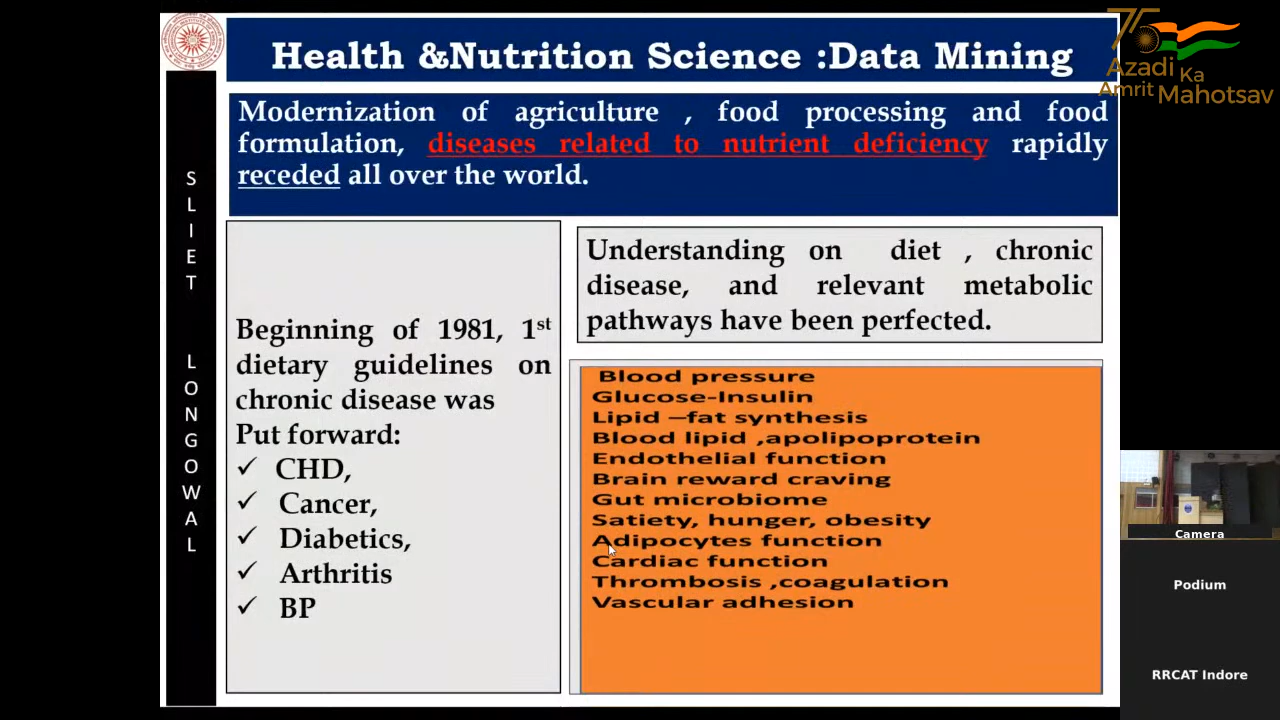 Health &Nutrition Science :Data Mining
75
Azadi
Ka
Amrit
Mahotsav
Modernization of agriculture , food processing and food
formulation, diseases related to nutrient deficiency rapidly
receded all over the world.
S
L
I
E
T
L
O
N
G
O
W
A
L
Beginning of 1981, 1st
dietary guidelines on
chronic disease was
Put forward:
✓ CHD,
✓ Cancer,
✓ Diabetics,
✓ Arthritis
✓ BP
Understanding on diet , chronic
disease, and relevant metabolic
pathways have been perfected.
Blood pressure
Glucose-Insulin
Lipid –fat synthesis
Blood lipid ,apolipoprotein
Endothelial function
Brain reward craving
Gut microbiome
Satiety, hunger, obesity
Adipocytes function
Cardiac function
Thrombosis ,coagulation
Vascular adhesion
Camera
Podium
RRCAT Indore